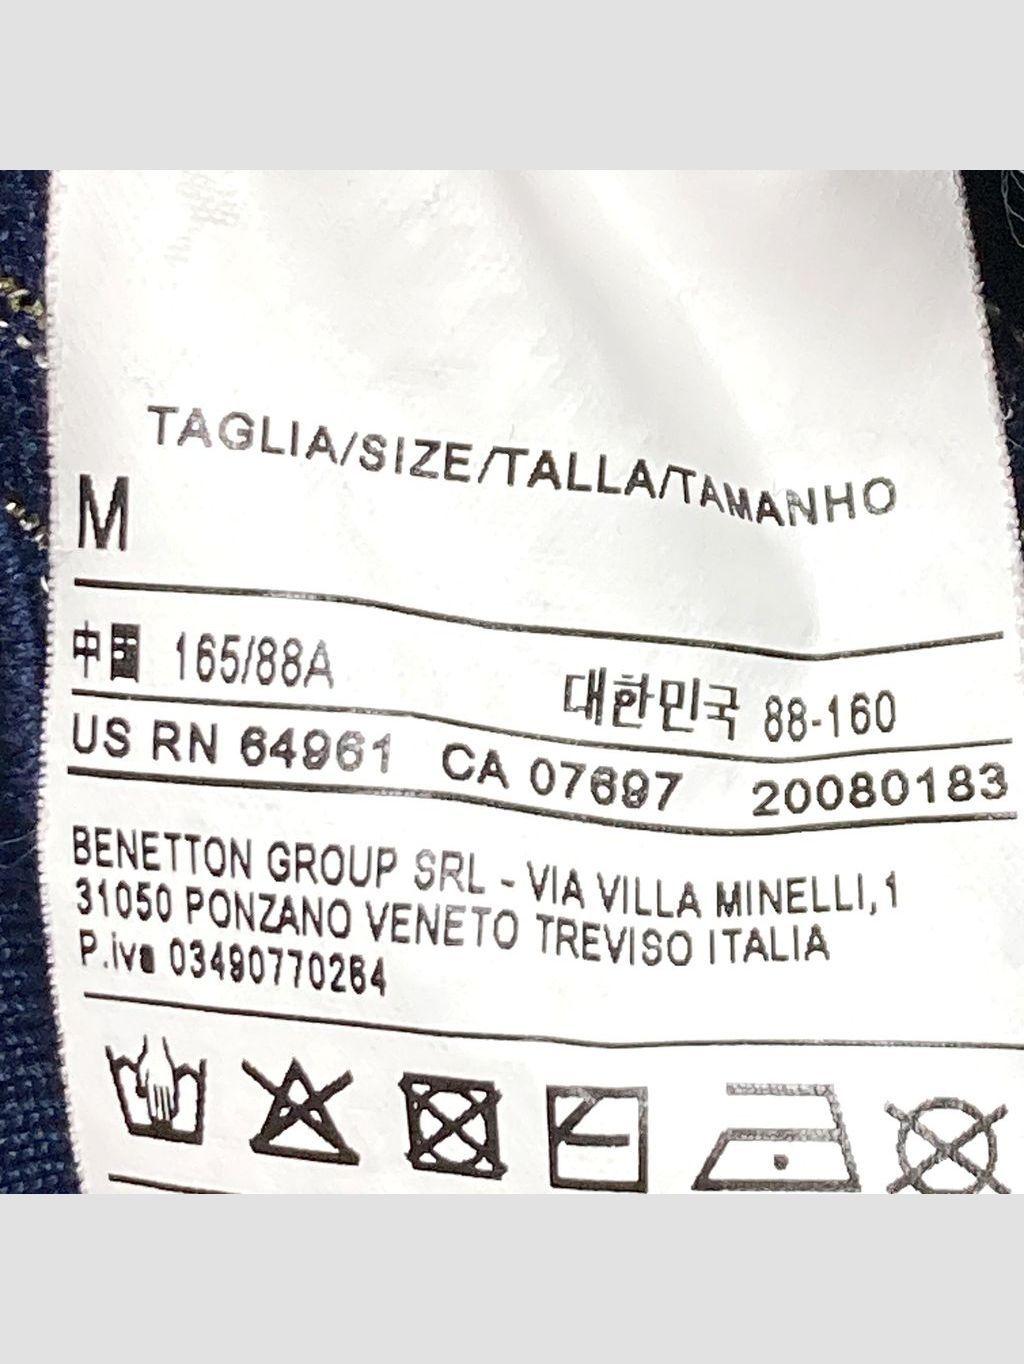 TAGLIA/SIZE/TALLA/TAMANHO
M
中国 165/88A 대한민국 88-160
US RN 64961 CA 07697 20080183
BENETTON GROUP SRL - VIA VILLA MINELLI,1
31050 PONZANO VENETO TREVISO ITALIA
P.iva 03490770264